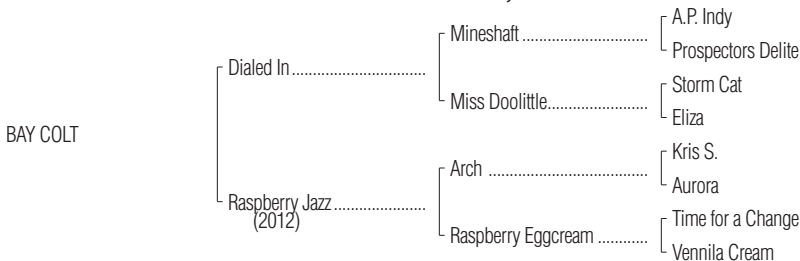 A.P. Indy
Mineshaft
Prospectors Delite
Dialed In
Storm Cat
Miss Doolittle
Eliza
BAY COLT
Kris S.
Arch
Aurora
Raspberry Jazz
(2012)
Time for a Change
Raspberry Eggcream
Vennila Cream